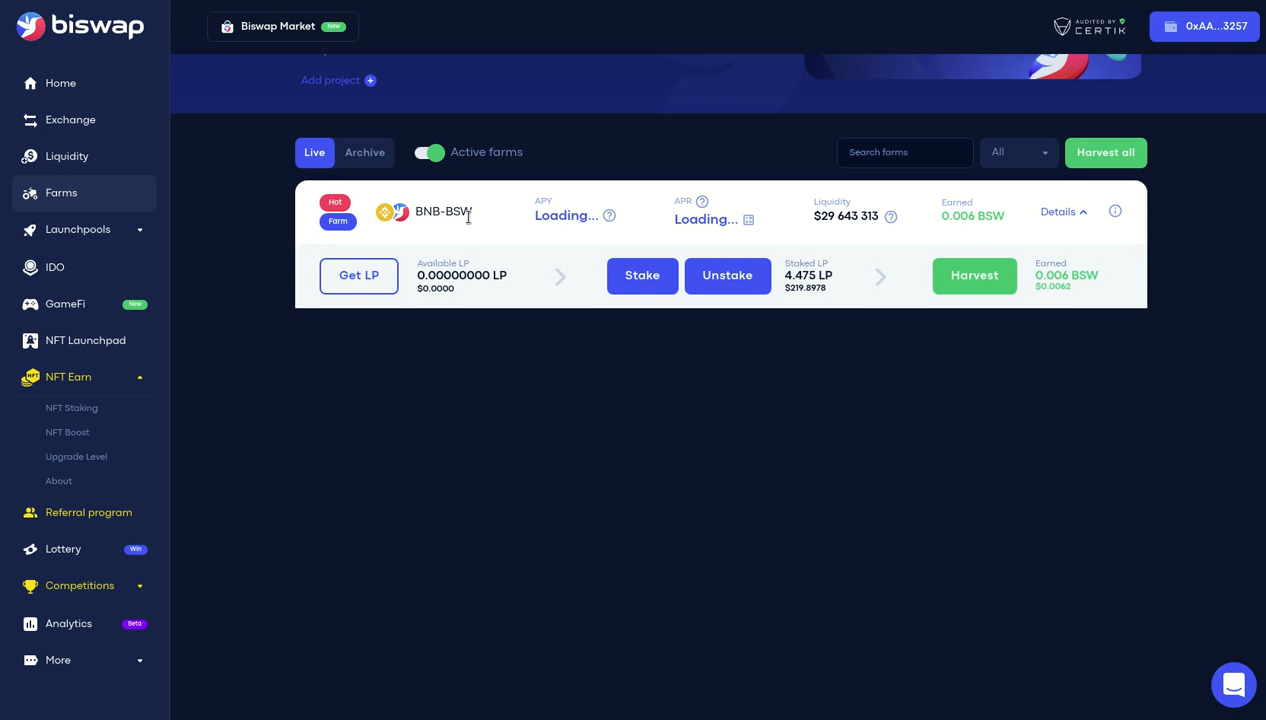 biswap
Biswap Market New
AUDITED BY
CERTIK
0xAA...3257
Home
Exchange
Liquidity
Farms
Launchpools
IDO
GameFi New
NFT Launchpad
NFT NFT Earn
NFT Staking
NFT Boost
Upgrade Level
About
Referral program
Lottery Win
Competitions
Analytics Beta
More
Add project +
Live Archive Active farms Search farms All Harvest all
Hot
Farm
BNB-BSW
APY
Loading... ?
APR ?
Loading...
Liquidity
$29 643 313 ?
Earned
0.006 BSW
Details
Get LP
Available LP
0.00000000 LP
$0.0000
Stake Unstake
Staked LP
4.475 LP
$219.8978
Harvest
Earned
0.006 BSW
$0.0062